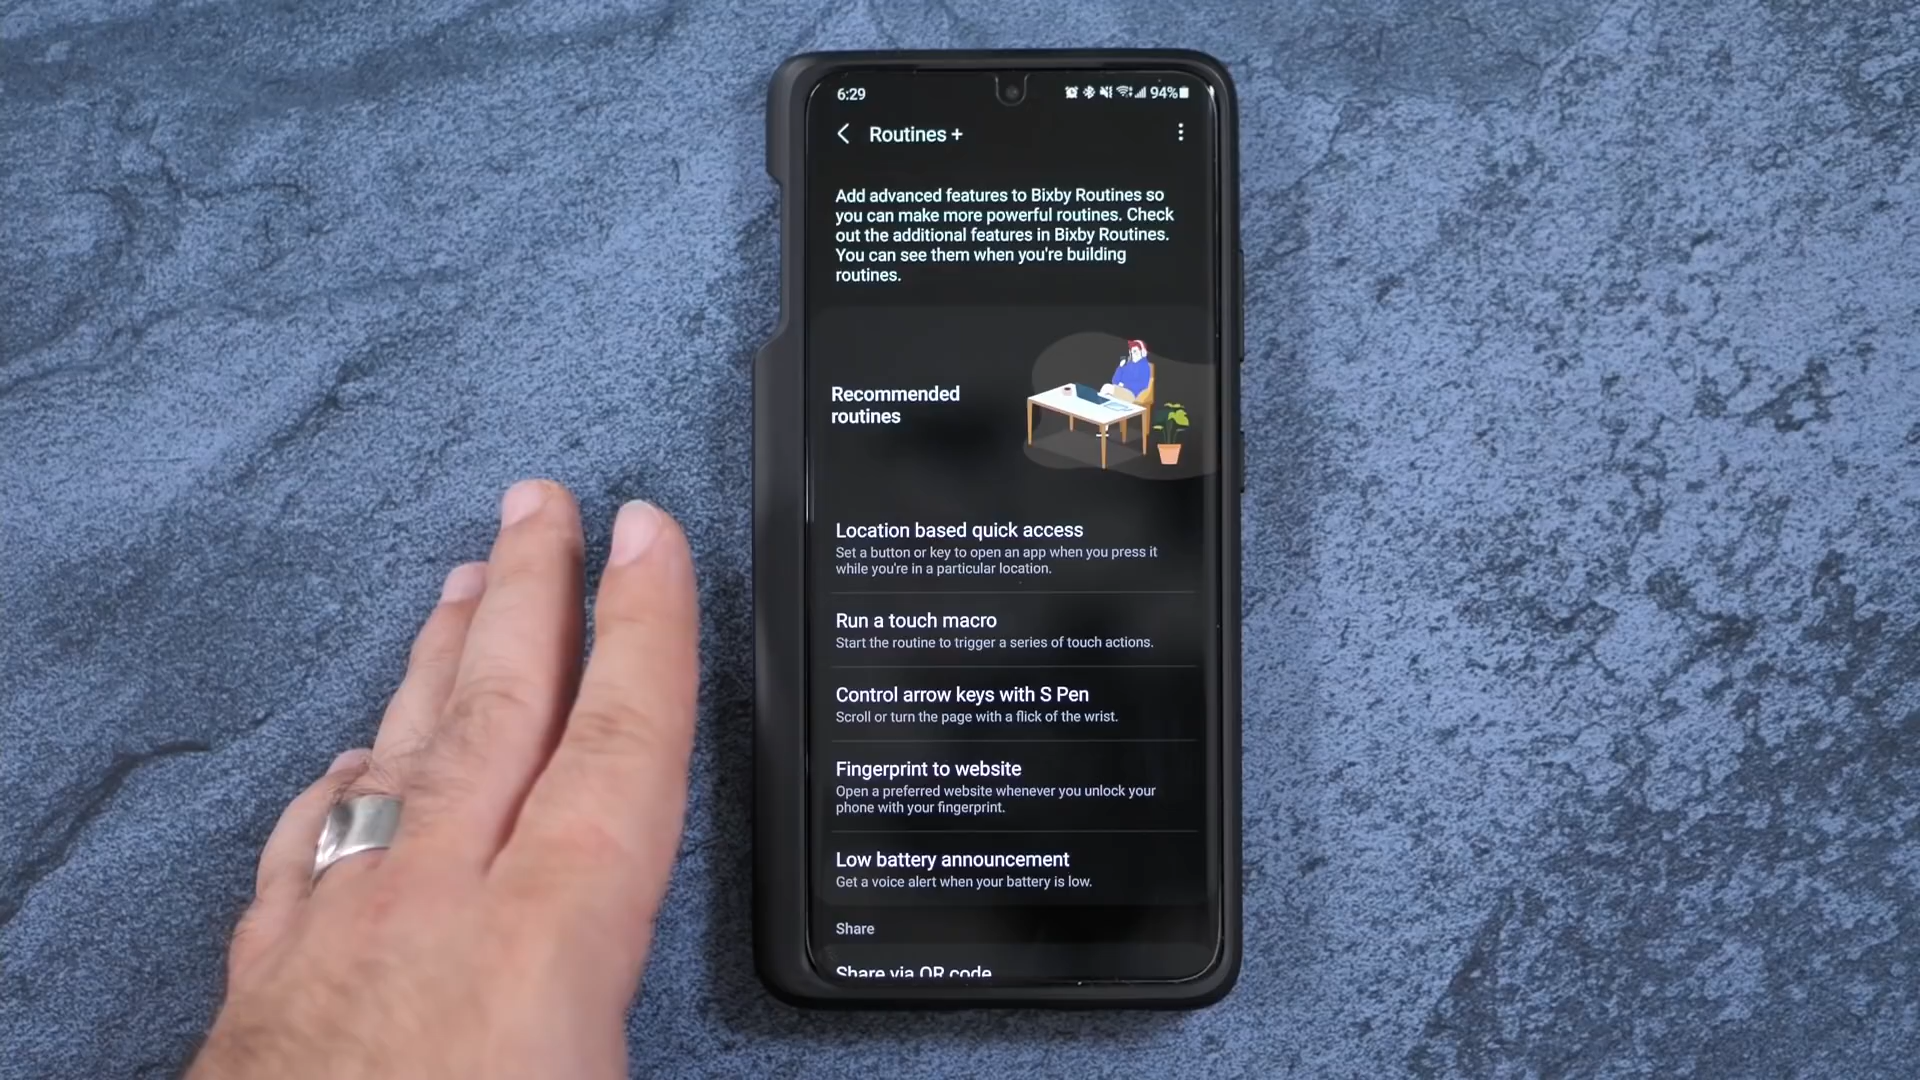 6:29
94%
Routines +
Add advanced features to Bixby Routines so
you can make more powerful routines. Check
out the additional features in Bixby Routines.
You can see them when you're building
routines.
Recommended
routines
Location based quick access
Set a button or key to open an app when you press it
while you're in a particular location.
Run a touch macro
Start the routine to trigger a series of touch actions.
Control arrow keys with S Pen
Scroll or turn the page with a flick of the wrist.
Fingerprint to website
Open a preferred website whenever you unlock your
phone with your fingerprint.
Low battery announcement
Get a voice alert when your battery is low.
Share
Share via QR code